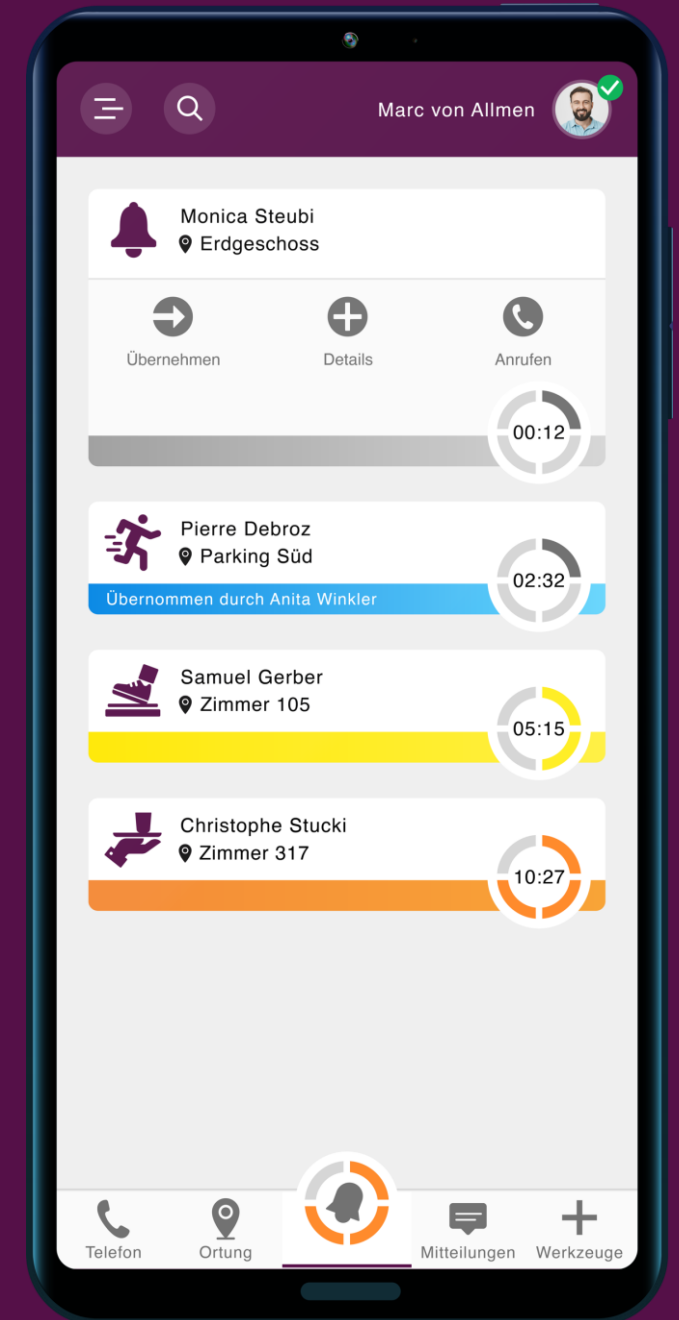 Marc von Allmen
Monica Steubi
Erdgeschoss
Übernehmen Details Anrufen
00:12
Pierre Debroz
Parking Süd
02:32
Übernommen durch Anita Winkler
Samuel Gerber
Zimmer 105
05:15
Christophe Stucki
Zimmer 317
10:27
Telefon Ortung Mitteilungen Werkzeuge